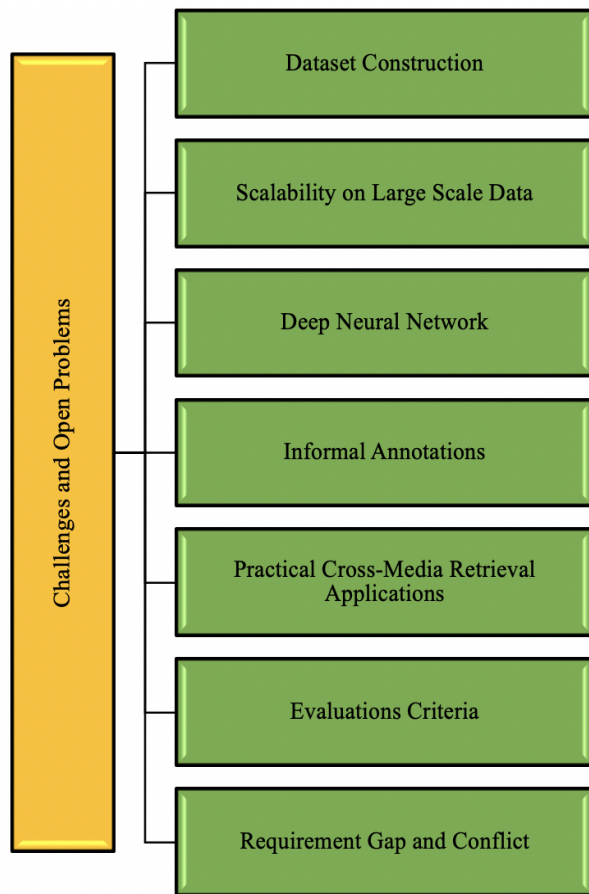 Challenges and Open Problems
Dataset Construction
Scalability on Large Scale Data
Deep Neural Network
Informal Annotations
Practical Cross-Media Retrieval
Applications
Evaluations Criteria
Requirement Gap and Conflict